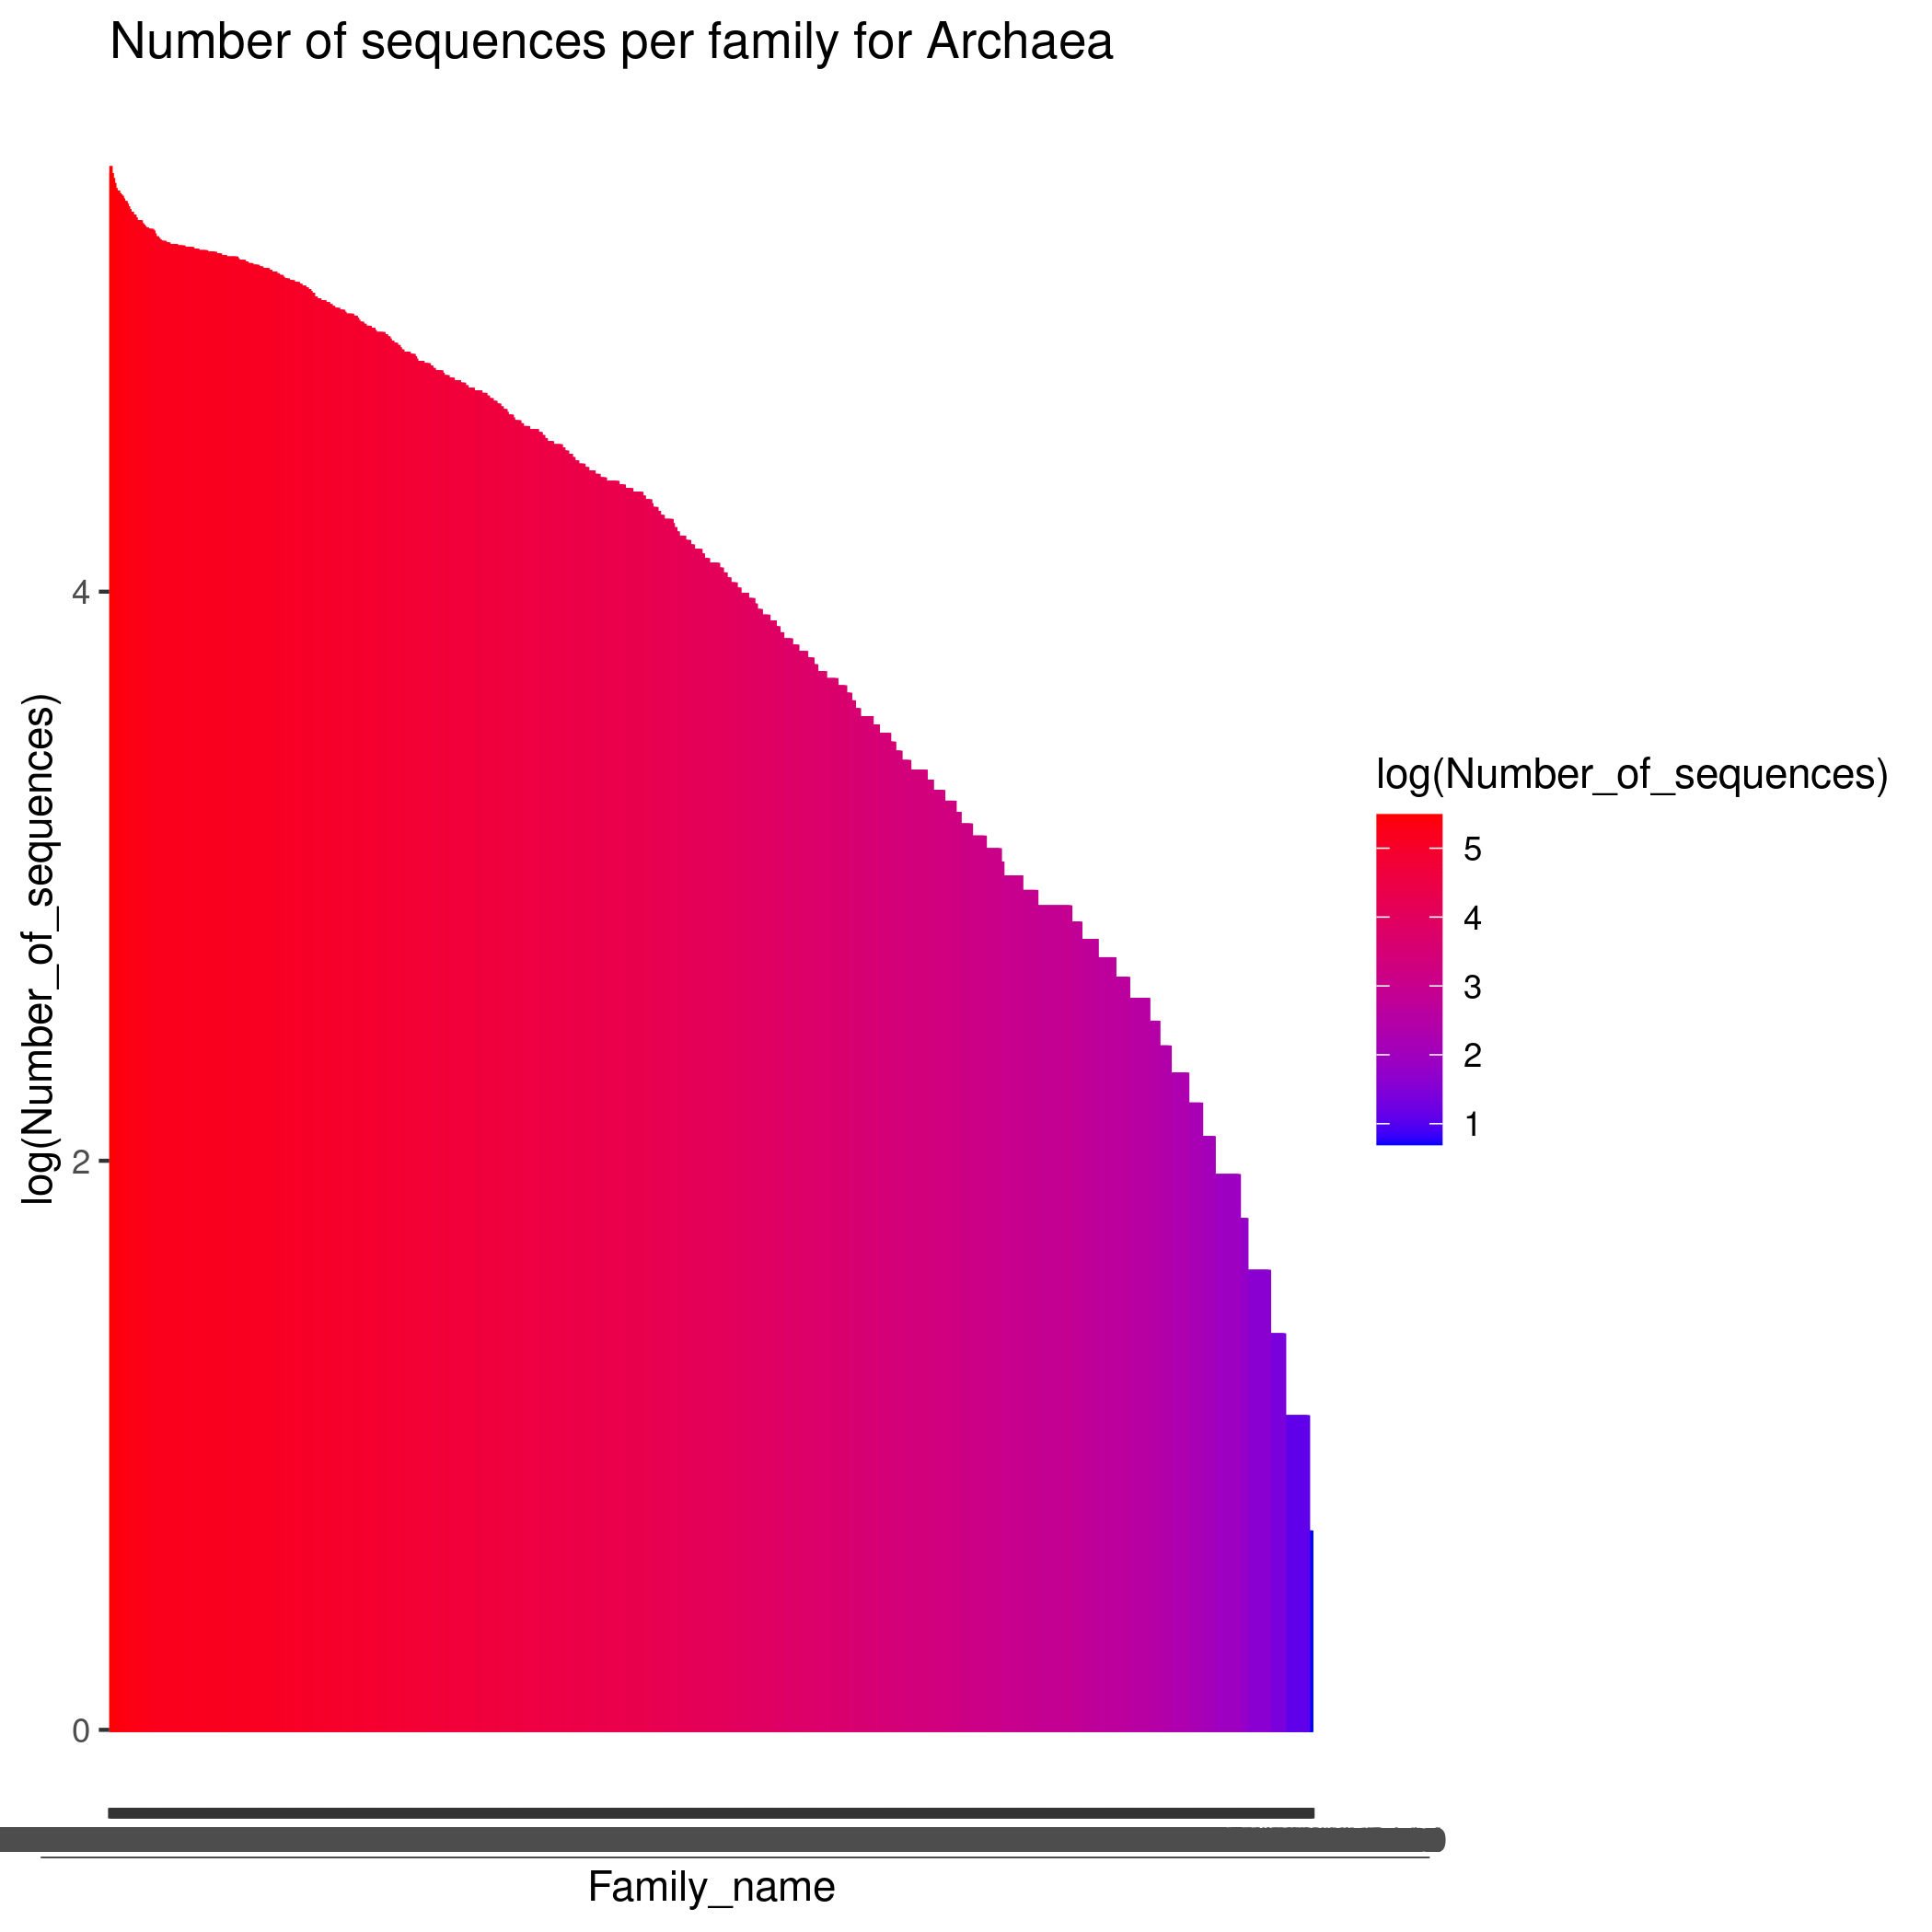 Number of sequences per family for Archaea
log(Number_of_sequences)
4
2
0
Family_name
log(Number_of_sequences)
5
4
3
2
1